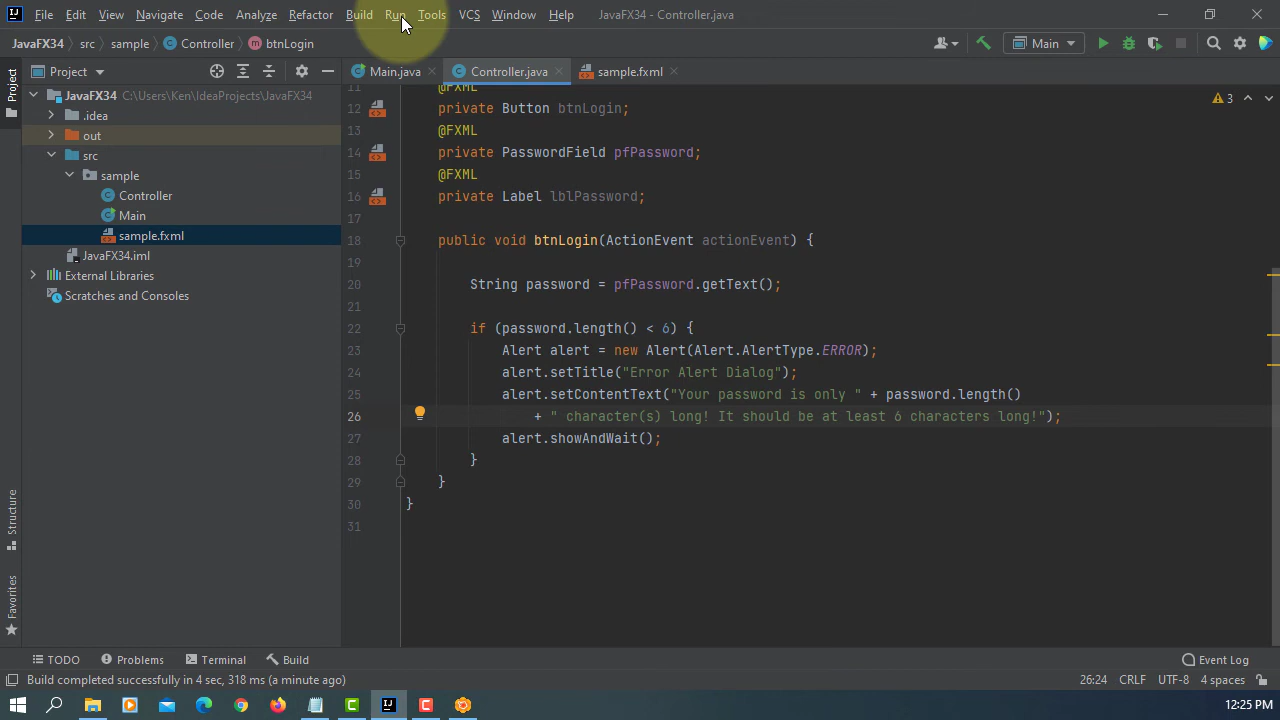 File Edit View Navigate Code Analyze Refactor Build Run Tools VCS Window Help JavaFX34 - Controller.java
JavaFX34 src sample Controller btnLogin Main
Project Main.java Controller.java sample.fxml
Project
JavaFX34 C:\Users\Ken\IdeaProjects\JavaFX34
.idea
out
src
sample
Controller
Main
sample.fxml
JavaFX34.iml
External Libraries
Scratches and Consoles
Structure
Favorites
3
11 @FXML
12 private Button btnLogin;
13 @FXML
14 private PasswordField pfPassword;
15 @FXML
16 private Label lblPassword;
17
18 public void btnLogin(ActionEvent actionEvent) {
19
20 String password = pfPassword.getText();
21
22 if (password.length() < 6) {
23 Alert alert = new Alert(Alert.AlertType.ERROR);
24 alert.setTitle("Error Alert Dialog");
25 alert.setContentText("Your password is only " + password.length()
26 + " character(s) long! It should be at least 6 characters long!");
27 alert.showAndWait();
28 }
29 }
30 }
31
TODO Problems Terminal Build Event Log
Build completed successfully in 4 sec, 318 ms (a minute ago) 26:24 CRLF UTF-8 4 spaces
12:25 PM